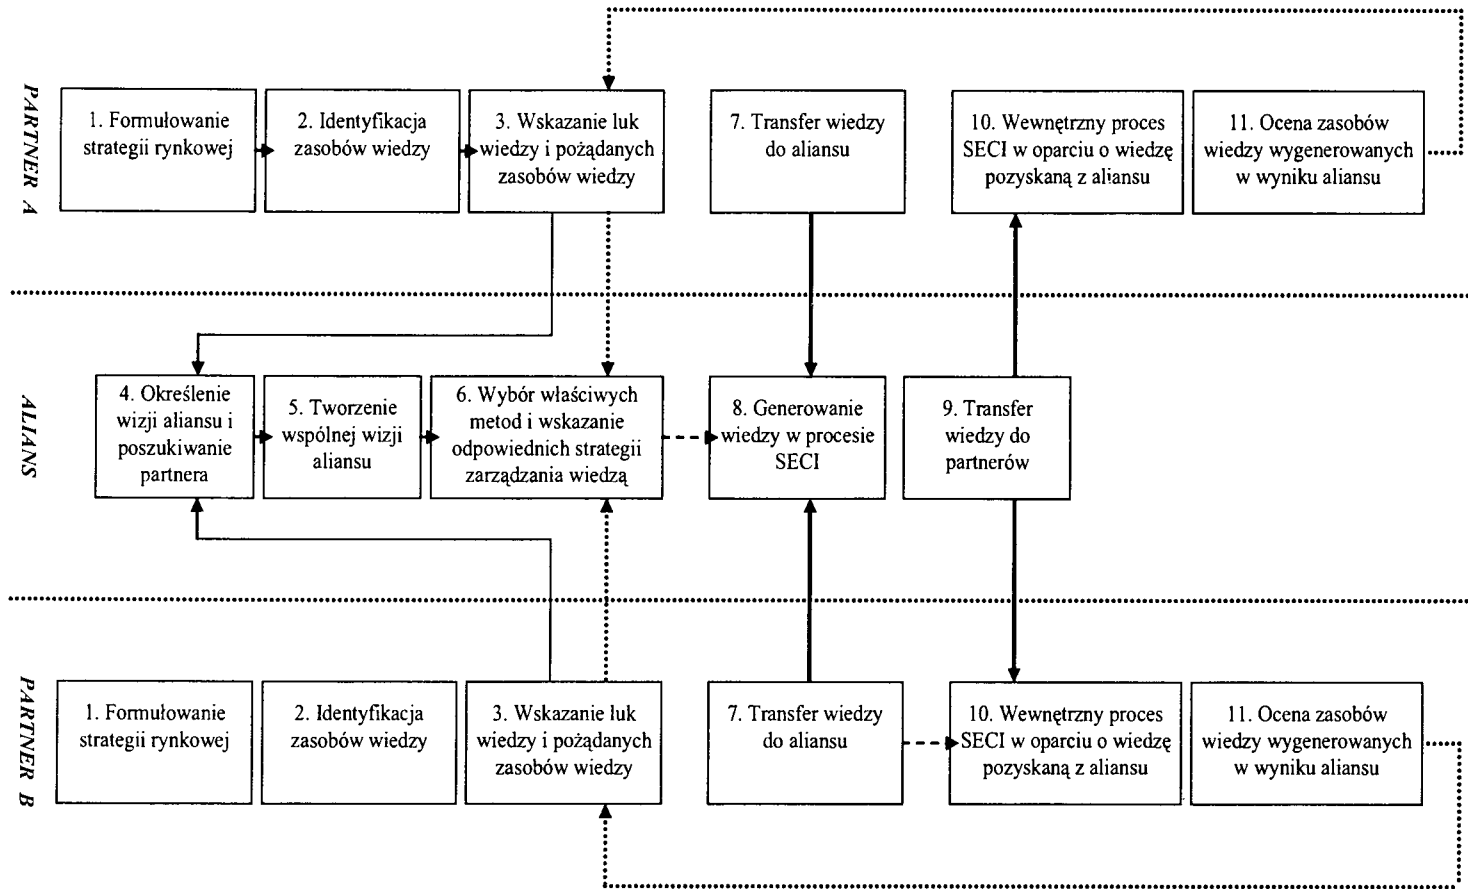 PARTNER A
1. Formułowanie
strategii rynkowej
2. Identyfikacja
zasobów wiedzy
3. Wskazanie luk
wiedzy i pożądanych
zasobów wiedzy
7. Transfer wiedzy
do aliansu
10. Wewnętrzny proces
SECI w oparciu o wiedzę
pozyskaną z aliansu
11. Ocena zasobów
wiedzy wygenerowanych
w wyniku aliansu
ALIANS
4. Określenie
wizji aliansu i
poszukiwanie
partnera
5. Tworzenie
wspólnej wizji
aliansu
6. Wybór właściwych
metod i wskazanie
odpowiednich strategii
zarządzania wiedzą
8. Generowanie
wiedzy w procesie
SECI
9. Transfer
wiedzy do
partnerów
PARTNER B
1. Formułowanie
strategii rynkowej
2. Identyfikacja
zasobów wiedzy
3. Wskazanie luk
wiedzy i pożądanych
zasobów wiedzy
7. Transfer wiedzy
do aliansu
10. Wewnętrzny proces
SECI w oparciu o wiedzę
pozyskaną z aliansu
11. Ocena zasobów
wiedzy wygenerowanych
w wyniku aliansu